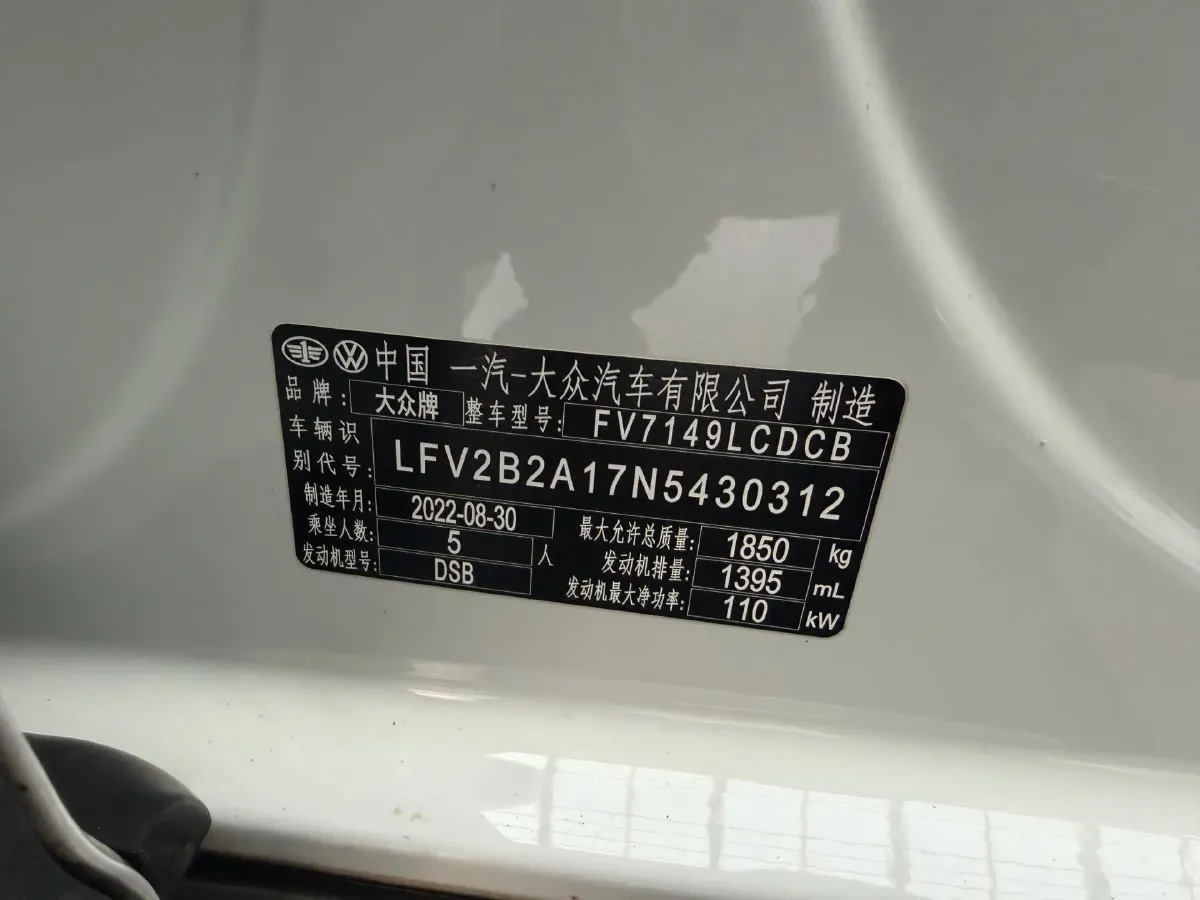 中国 一汽-大众汽车有限公司 制造
品牌: 大众牌 整车型号: FV7149LCDCB
车辆识别代号: LFV2B2A17N5430312
制造年月: 2022-08-30 最大允许总质量: 1850 kg
乘坐人数: 5 人 发动机排量: 1395 mL
发动机型号: DSB 发动机最大净功率: 110 kW